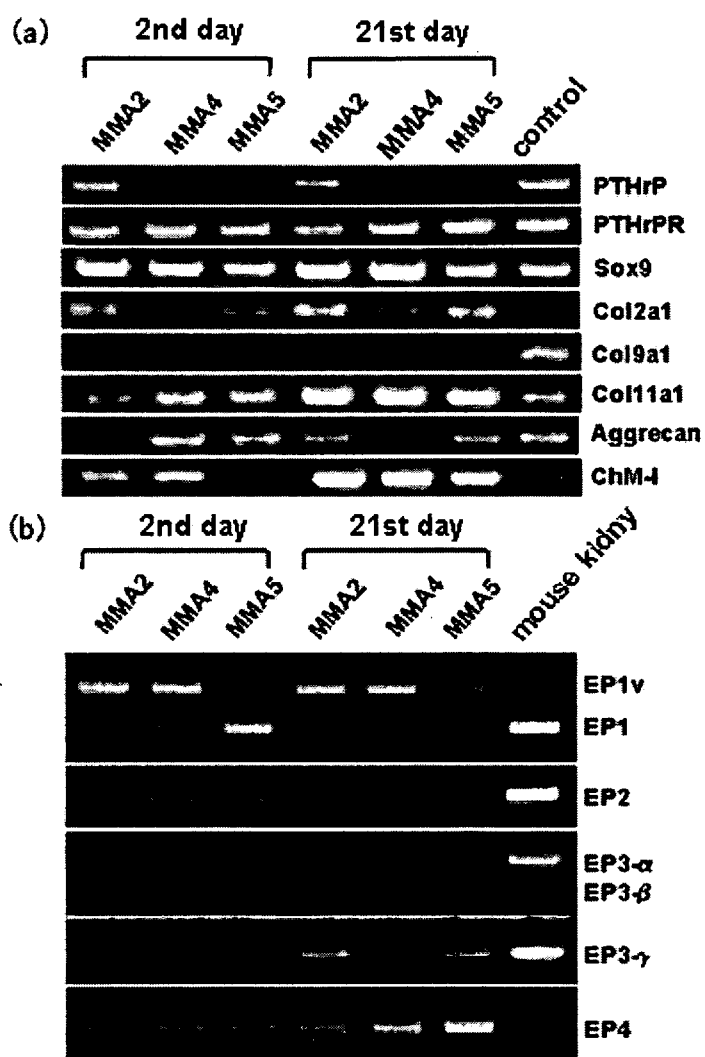 (a)
2nd day 21st day
MMA2 MMA4 MMA5 MMA2 MMA4 MMA5 control
PTHrP
PTHrPR
Sox9
Col2a1
Col9a1
Col11a1
Aggrecan
ChM-I
(b)
2nd day 21st day
MMA2 MMA4 MMA5 MMA2 MMA4 MMA5 mouse kidny
EP1v
EP1
EP2
EP3-α
EP3-β
EP3-γ
EP4